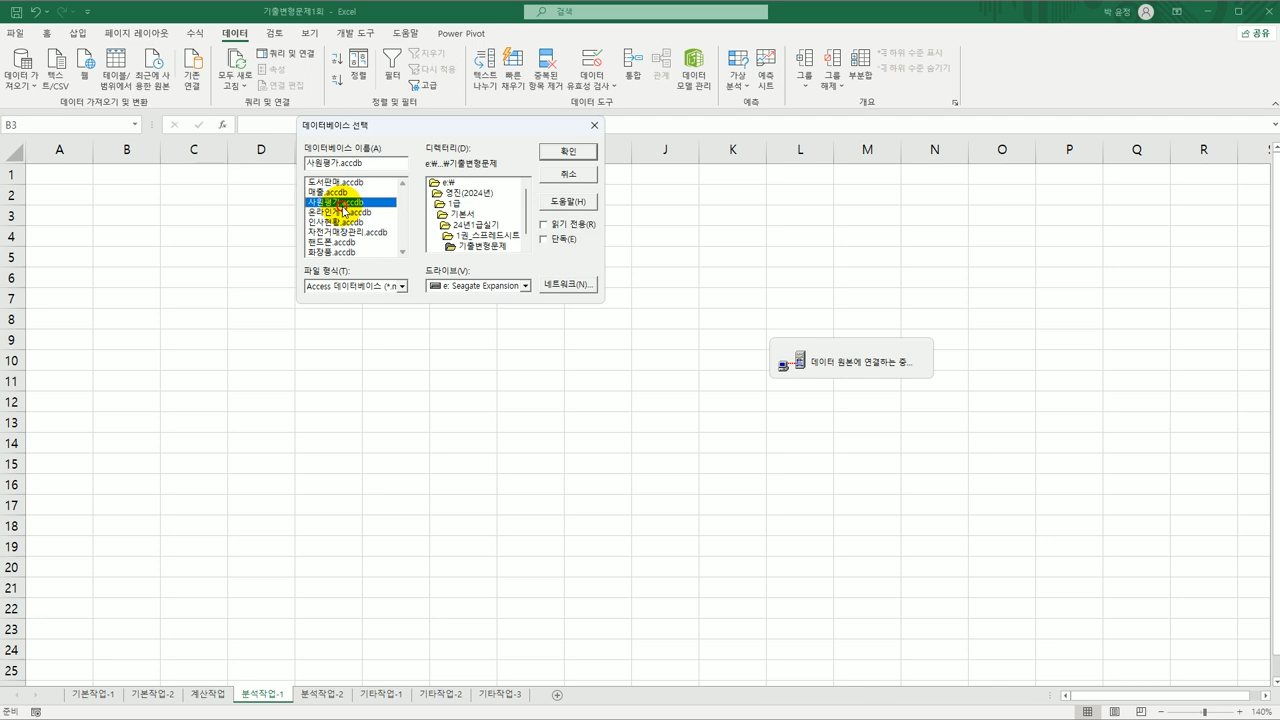 기출변형문제1회 - Excel
검색
박 윤정
파일 홈 삽입 페이지 레이아웃 수식 데이터 검토 보기 개발 도구 도움말 Power Pivot
공유
데이터 가져오기 텍스트/CSV 웹 테이블/범위에서 최근에 사용한 원본 기존 연결
모두 새로 고침 쿼리 및 연결 속성 연결 편집
정렬 필터 지우기 다시 적용 고급
텍스트 나누기 빠른 채우기 중복된 항목 제거 데이터 유효성 검사 통합 관계 데이터 모델 관리
가상 분석 예측 시트 그룹 그룹 해제 부분합 하위 수준 표시 하위 수준 숨기기
데이터 가져오기 및 변환 쿼리 및 연결 정렬 및 필터 데이터 도구 예측 개요
B3
fx
데이터베이스 선택
데이터베이스 이름(A)
사원평가.accdb
도서판매.accdb
매출.accdb
사원평가.accdb
인사현황.accdb
자전거매장관리.accdb
핸드폰.accdb
화장품.accdb
디렉터리(D):
e:\...\기출변형문제
e:\
영진(2024년)
1급
기본서
24년1급실기
1권_스프레드시트
기출변형문제
확인
취소
도움말(H)
읽기 전용(R)
단독(E)
파일 형식(T):
Access 데이터베이스 (*.m
드라이브(V):
e: Seagate Expansion
네트워크(N)...
데이터 원본에 연결하는 중...
A B C D J K L M N O P Q R
1
2
3
4
5
6
7
8
9
10
11
12
13
14
15
16
17
18
19
20
21
22
23
24
25
기본작업-1 기본작업-2 계산작업 분석작업-1 분석작업-2 기타작업-1 기타작업-2 기타작업-3
준비
140%